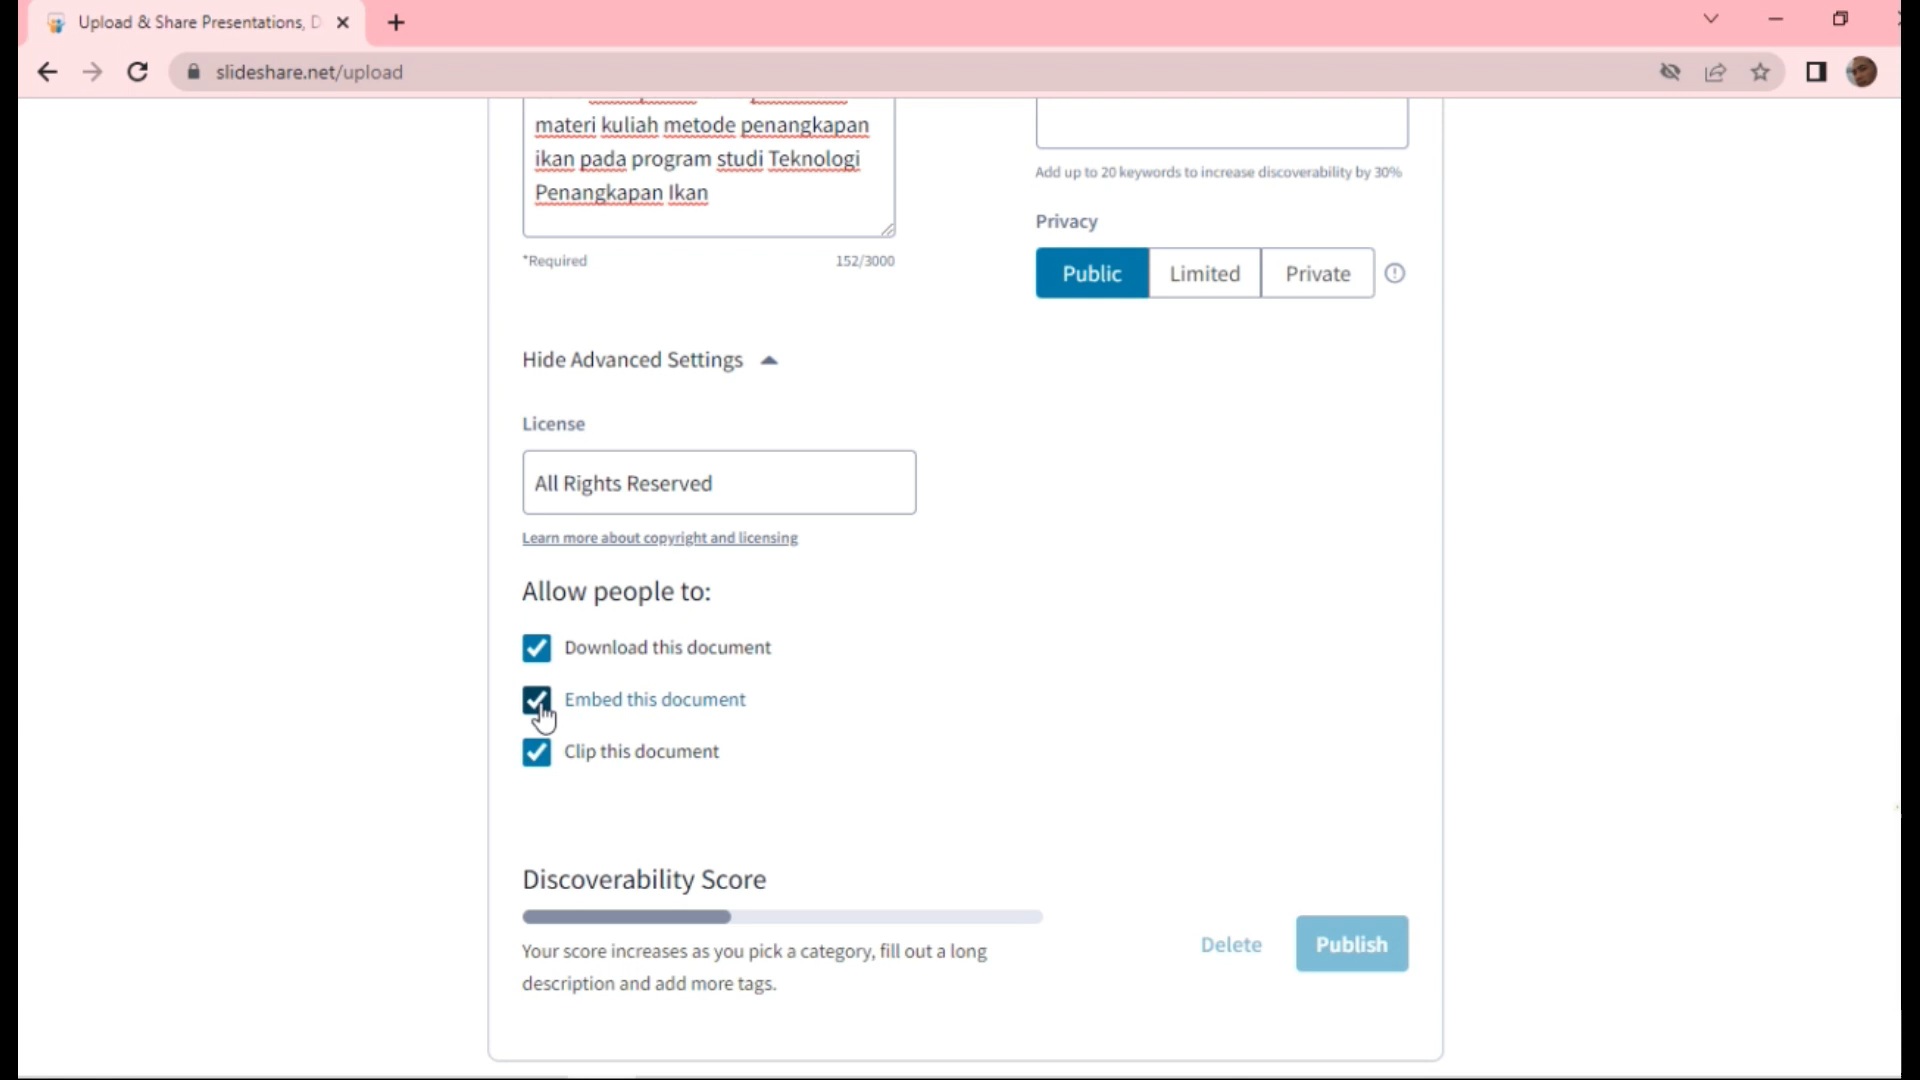 Upload & Share Presentations, D
slideshare.net/upload
materi kuliah metode penangkapan
ikan pada program studi Teknologi
Penangkapan Ikan
*Required
152/3000
Add up to 20 keywords to increase discoverability by 30%
Privacy
Public
Limited
Private
Hide Advanced Settings
License
All Rights Reserved
Learn more about copyright and licensing
Allow people to:
Download this document
Embed this document
Clip this document
Discoverability Score
Your score increases as you pick a category, fill out a long
description and add more tags.
Delete
Publish